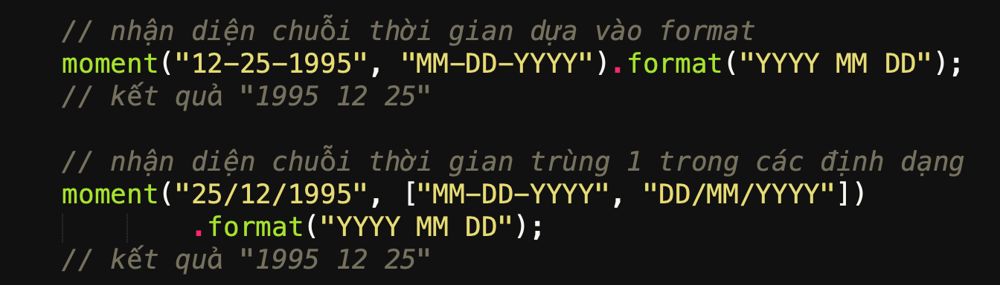 // nhận diện chuỗi thời gian dựa vào format
moment("12-25-1995", "MM-DD-YYYY").format("YYYY MM DD");
// kết quả "1995 12 25"
// nhận diện chuỗi thời gian trùng 1 trong các định dạng
moment("25/12/1995", ["MM-DD-YYYY", "DD/MM/YYYY"])
.format("YYYY MM DD");
// kết quả "1995 12 25"